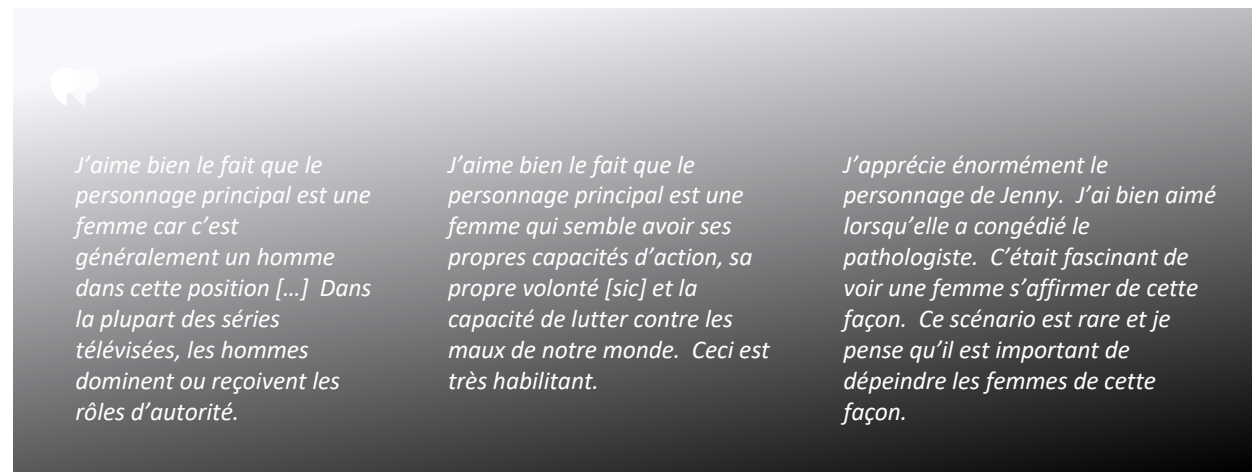 J’aime bien le fait que le
personnage principal est une
femme car c’est
généralement un homme
dans cette position […]  Dans
la plupart des séries
télévisées, les hommes
dominent ou reçoivent les
rôles d’autorité.
J’aime bien le fait que le
personnage principal est une
femme qui semble avoir ses
propres capacités d’action, sa
propre volonté [sic] et la
capacité de lutter contre les
maux de notre monde.  Ceci est
très habilitant.
J’apprécie énormément le
personnage de Jenny.  J’ai bien aimé
lorsqu’elle a congédié le
pathologiste.  C’était fascinant de
voir une femme s’affirmer de cette
façon.  Ce scénario est rare et je
pense qu’il est important de
dépeindre les femmes de cette
façon.